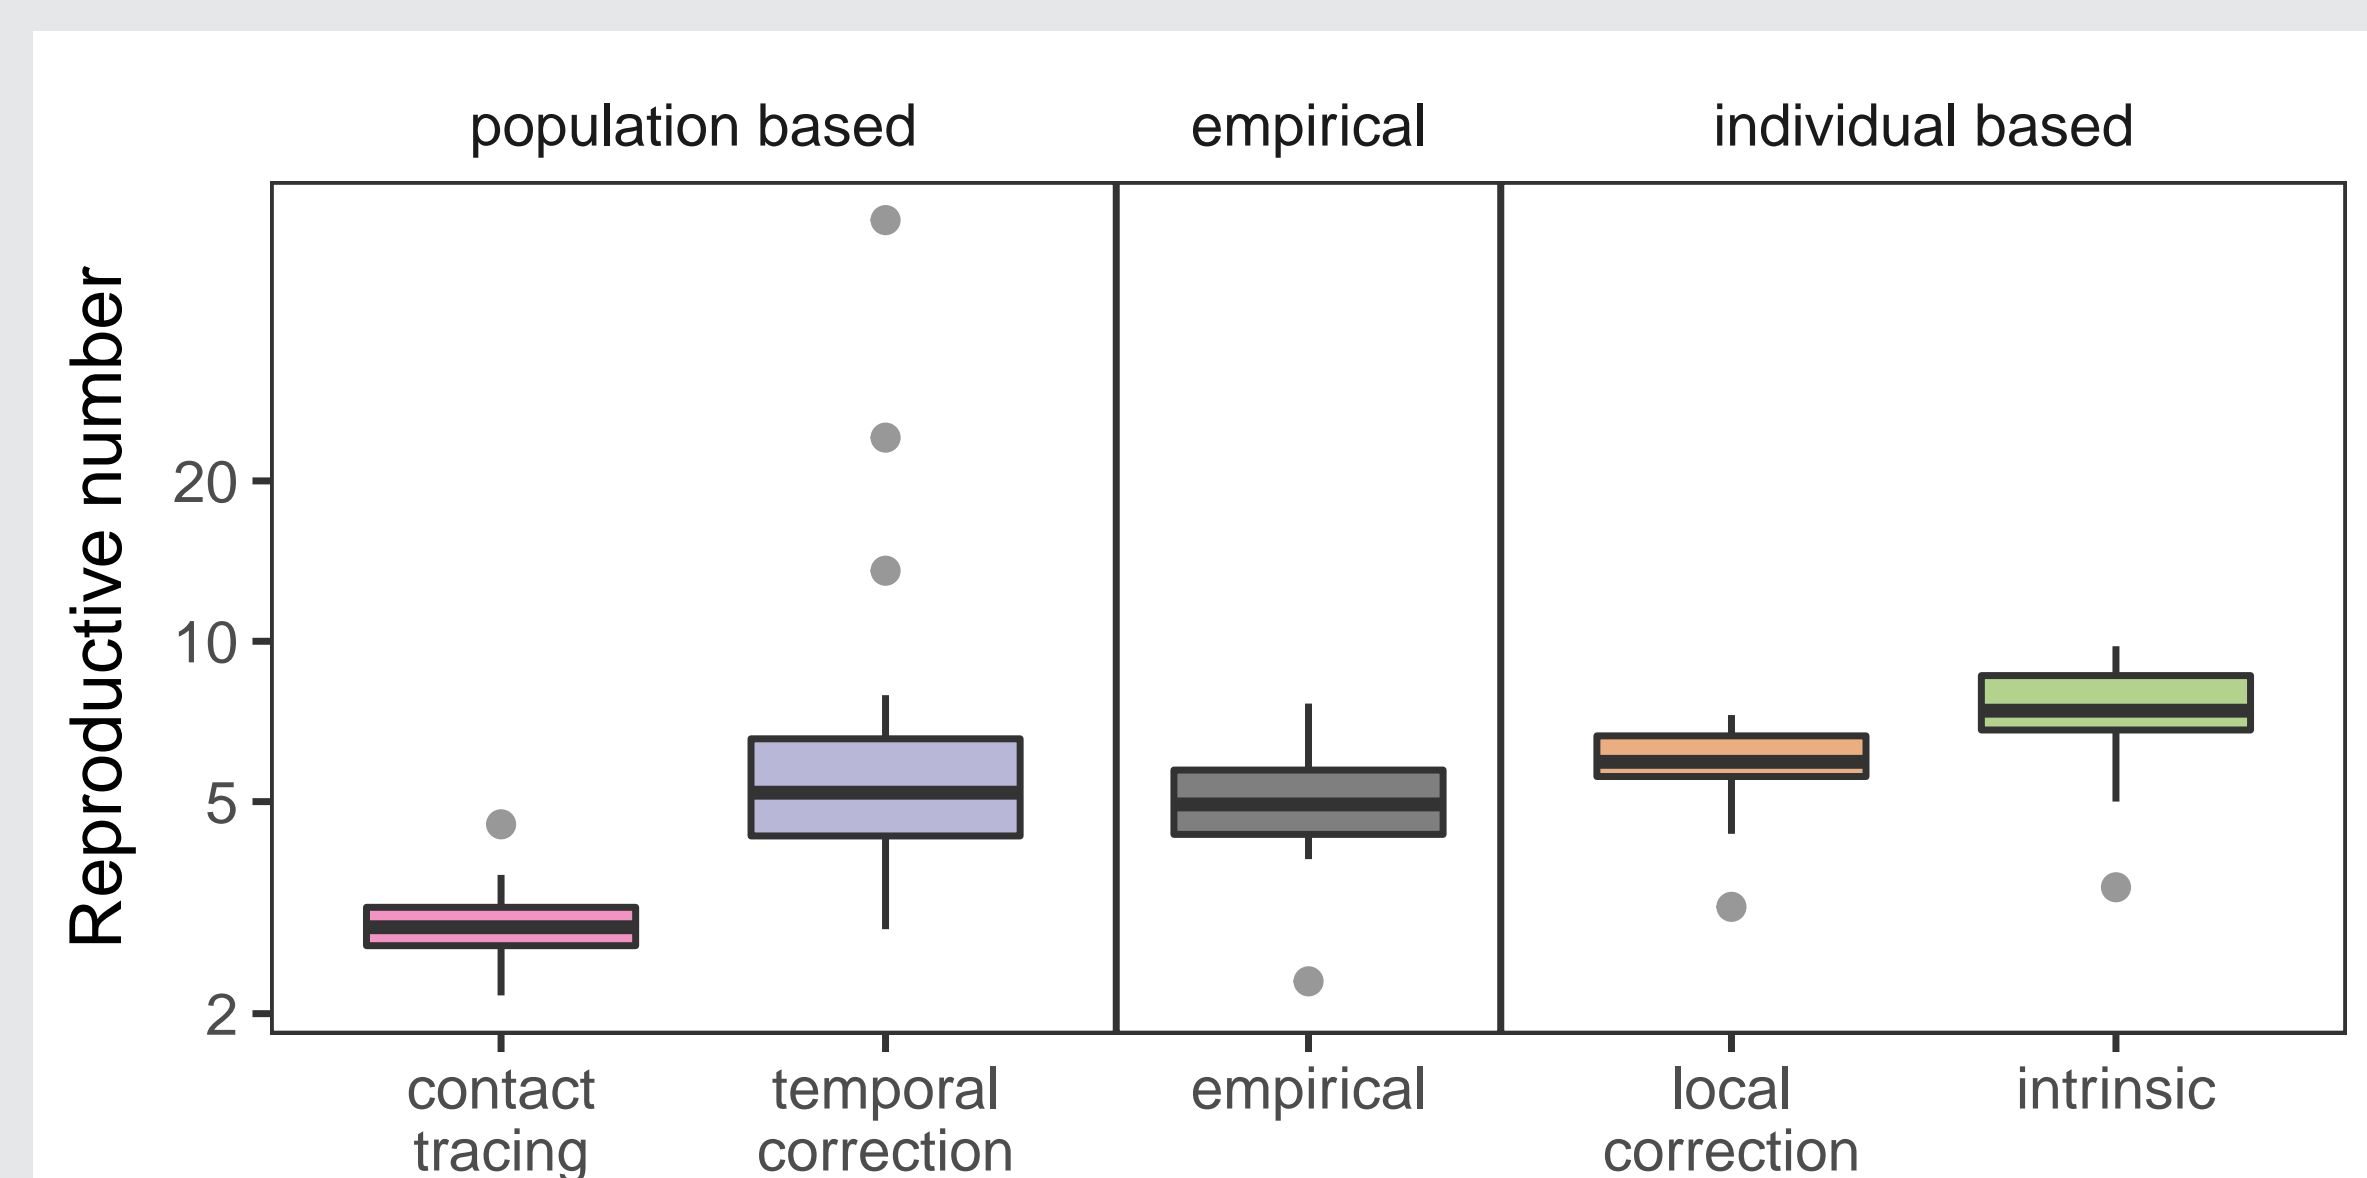 population based
empirical
individual based
Reproductive number
20
10
5
2
contact
tracing
temporal
correction
empirical
local
correction
intrinsic